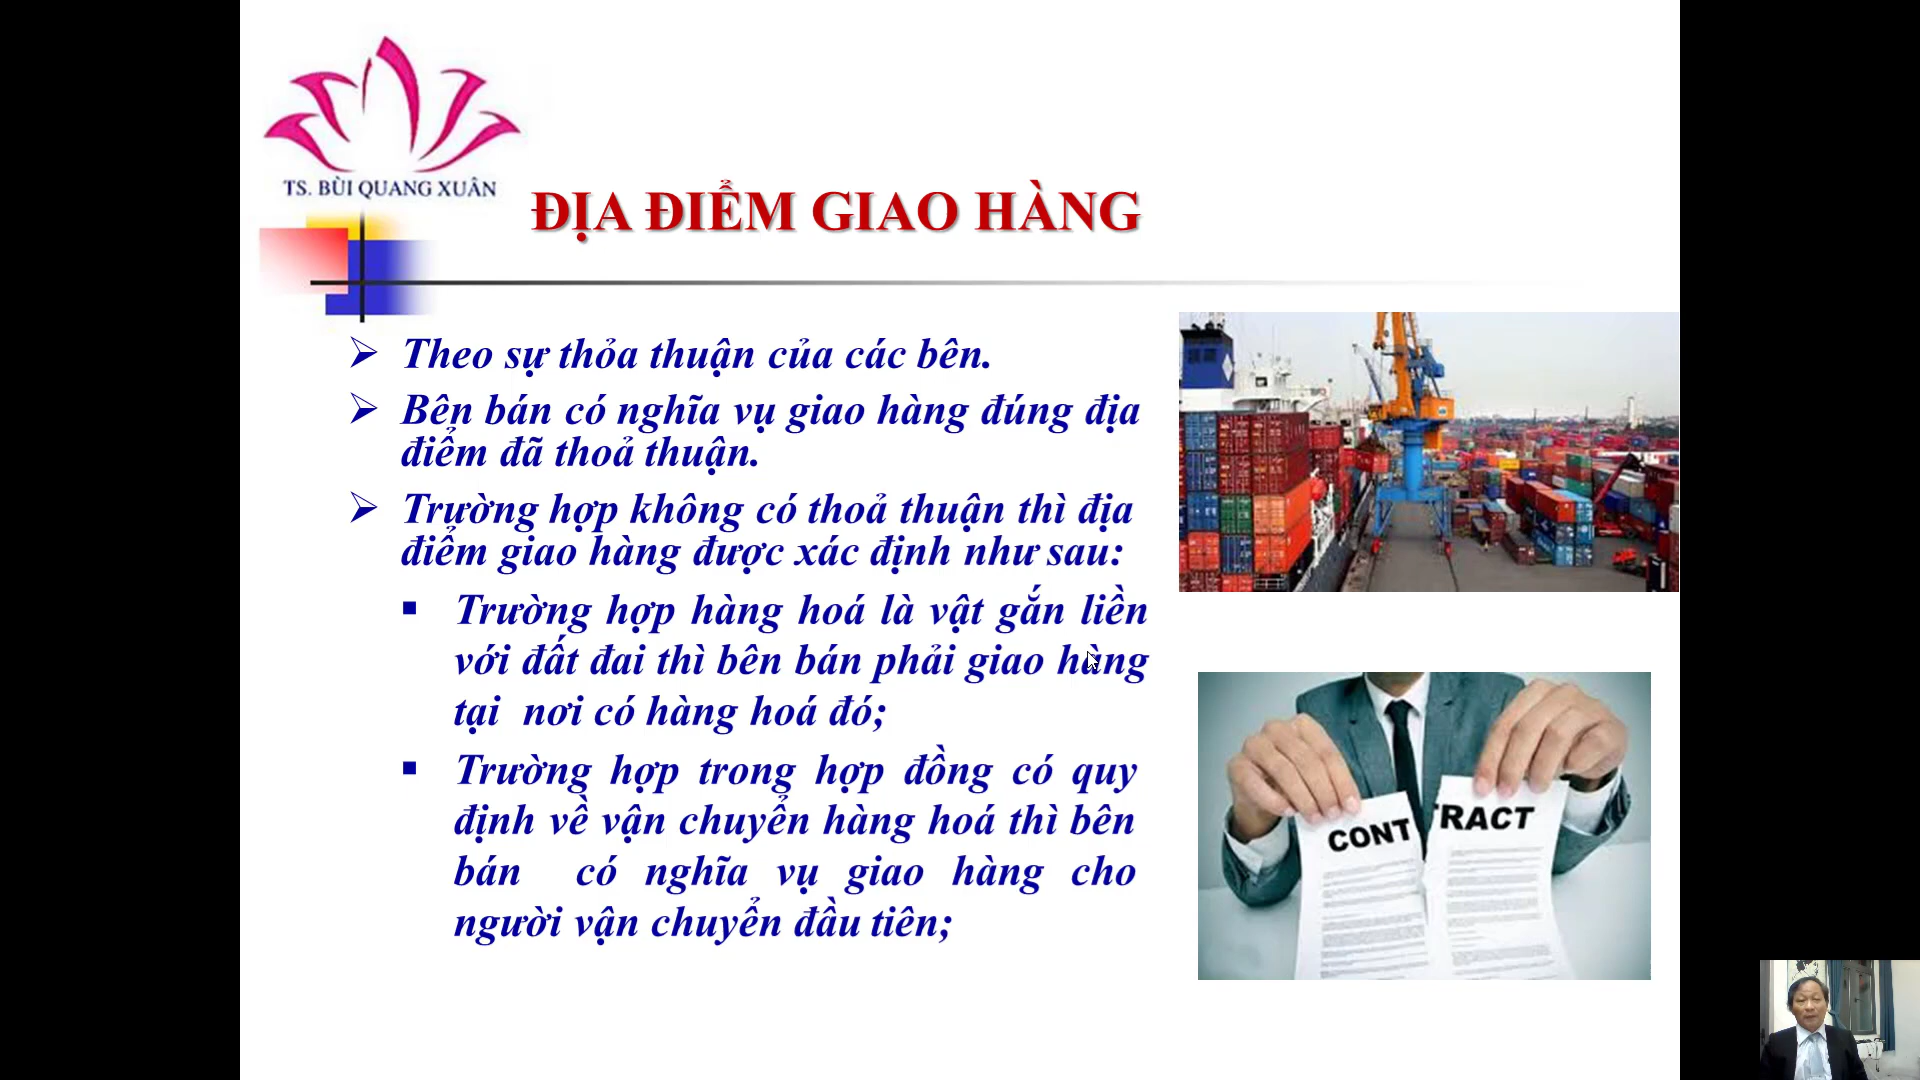 TS. BÙI QUANG XUÂN
ĐỊA ĐIỂM GIAO HÀNG
Theo sự thỏa thuận của các bên.
Bên bán có nghĩa vụ giao hàng đúng địa
điểm đã thoả thuận.
Trường hợp không có thoả thuận thì địa
điểm giao hàng được xác định như sau:
Trường hợp hàng hoá là vật gắn liền
với đất đai thì bên bán phải giao hàng
tại nơi có hàng hoá đó;
Trường hợp trong hợp đồng có quy
định về vận chuyển hàng hoá thì bên
bán có nghĩa vụ giao hàng cho
người vận chuyển đầu tiên;
CONT RACT